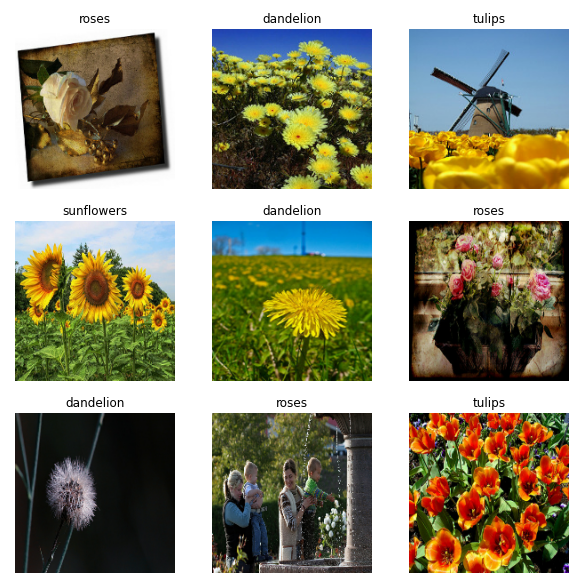 roses
dandelion
tulips
sunflowers
dandelion
roses
dandelion
roses
tulips